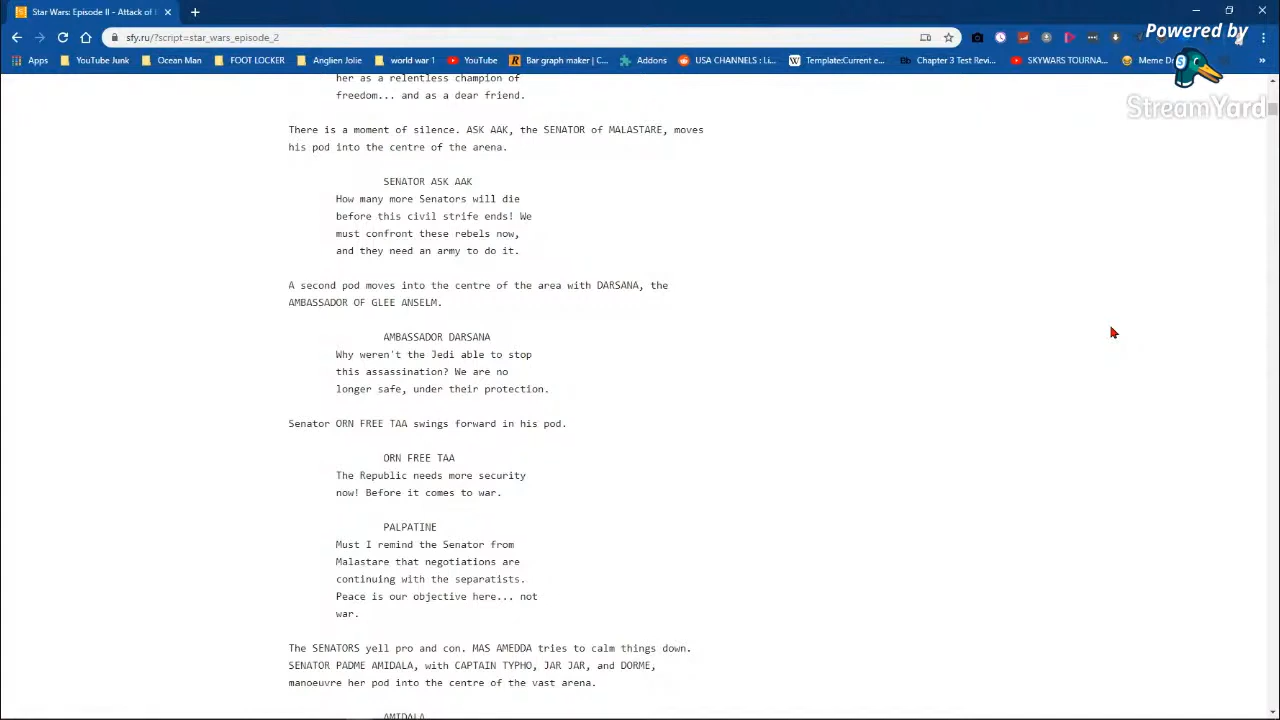 Star Wars: Episode II - Attack of
Powered by
sfy.ru/?script=star_wars_episode_2
Apps YouTube Junk Ocean Man FOOT LOCKER Anglien Jolie world war 1 YouTube Bar graph maker | C... Addons USA CHANNELS : Li... Template:Current e... Chapter 3 Test Revi... SKYWARS TOURNA... Meme
StreamYard
her as a relentless champion of
freedom... and as a dear friend.
There is a moment of silence. ASK AAK, the SENATOR of MALASTARE, moves
his pod into the centre of the arena.
SENATOR ASK AAK
How many more Senators will die
before this civil strife ends! We
must confront these rebels now,
and they need an army to do it.
A second pod moves into the centre of the area with DARSANA, the
AMBASSADOR OF GLEE ANSELM.
AMBASSADOR DARSANA
Why weren't the Jedi able to stop
this assassination? We are no
longer safe, under their protection.
Senator ORN FREE TAA swings forward in his pod.
ORN FREE TAA
The Republic needs more security
now! Before it comes to war.
PALPATINE
Must I remind the Senator from
Malastare that negotiations are
continuing with the separatists.
Peace is our objective here... not
war.
The SENATORS yell pro and con. MAS AMEDDA tries to calm things down.
SENATOR PADME AMIDALA, with CAPTAIN TYPHO, JAR JAR, and DORME,
manoeuvre her pod into the centre of the vast arena.
AMIDALA